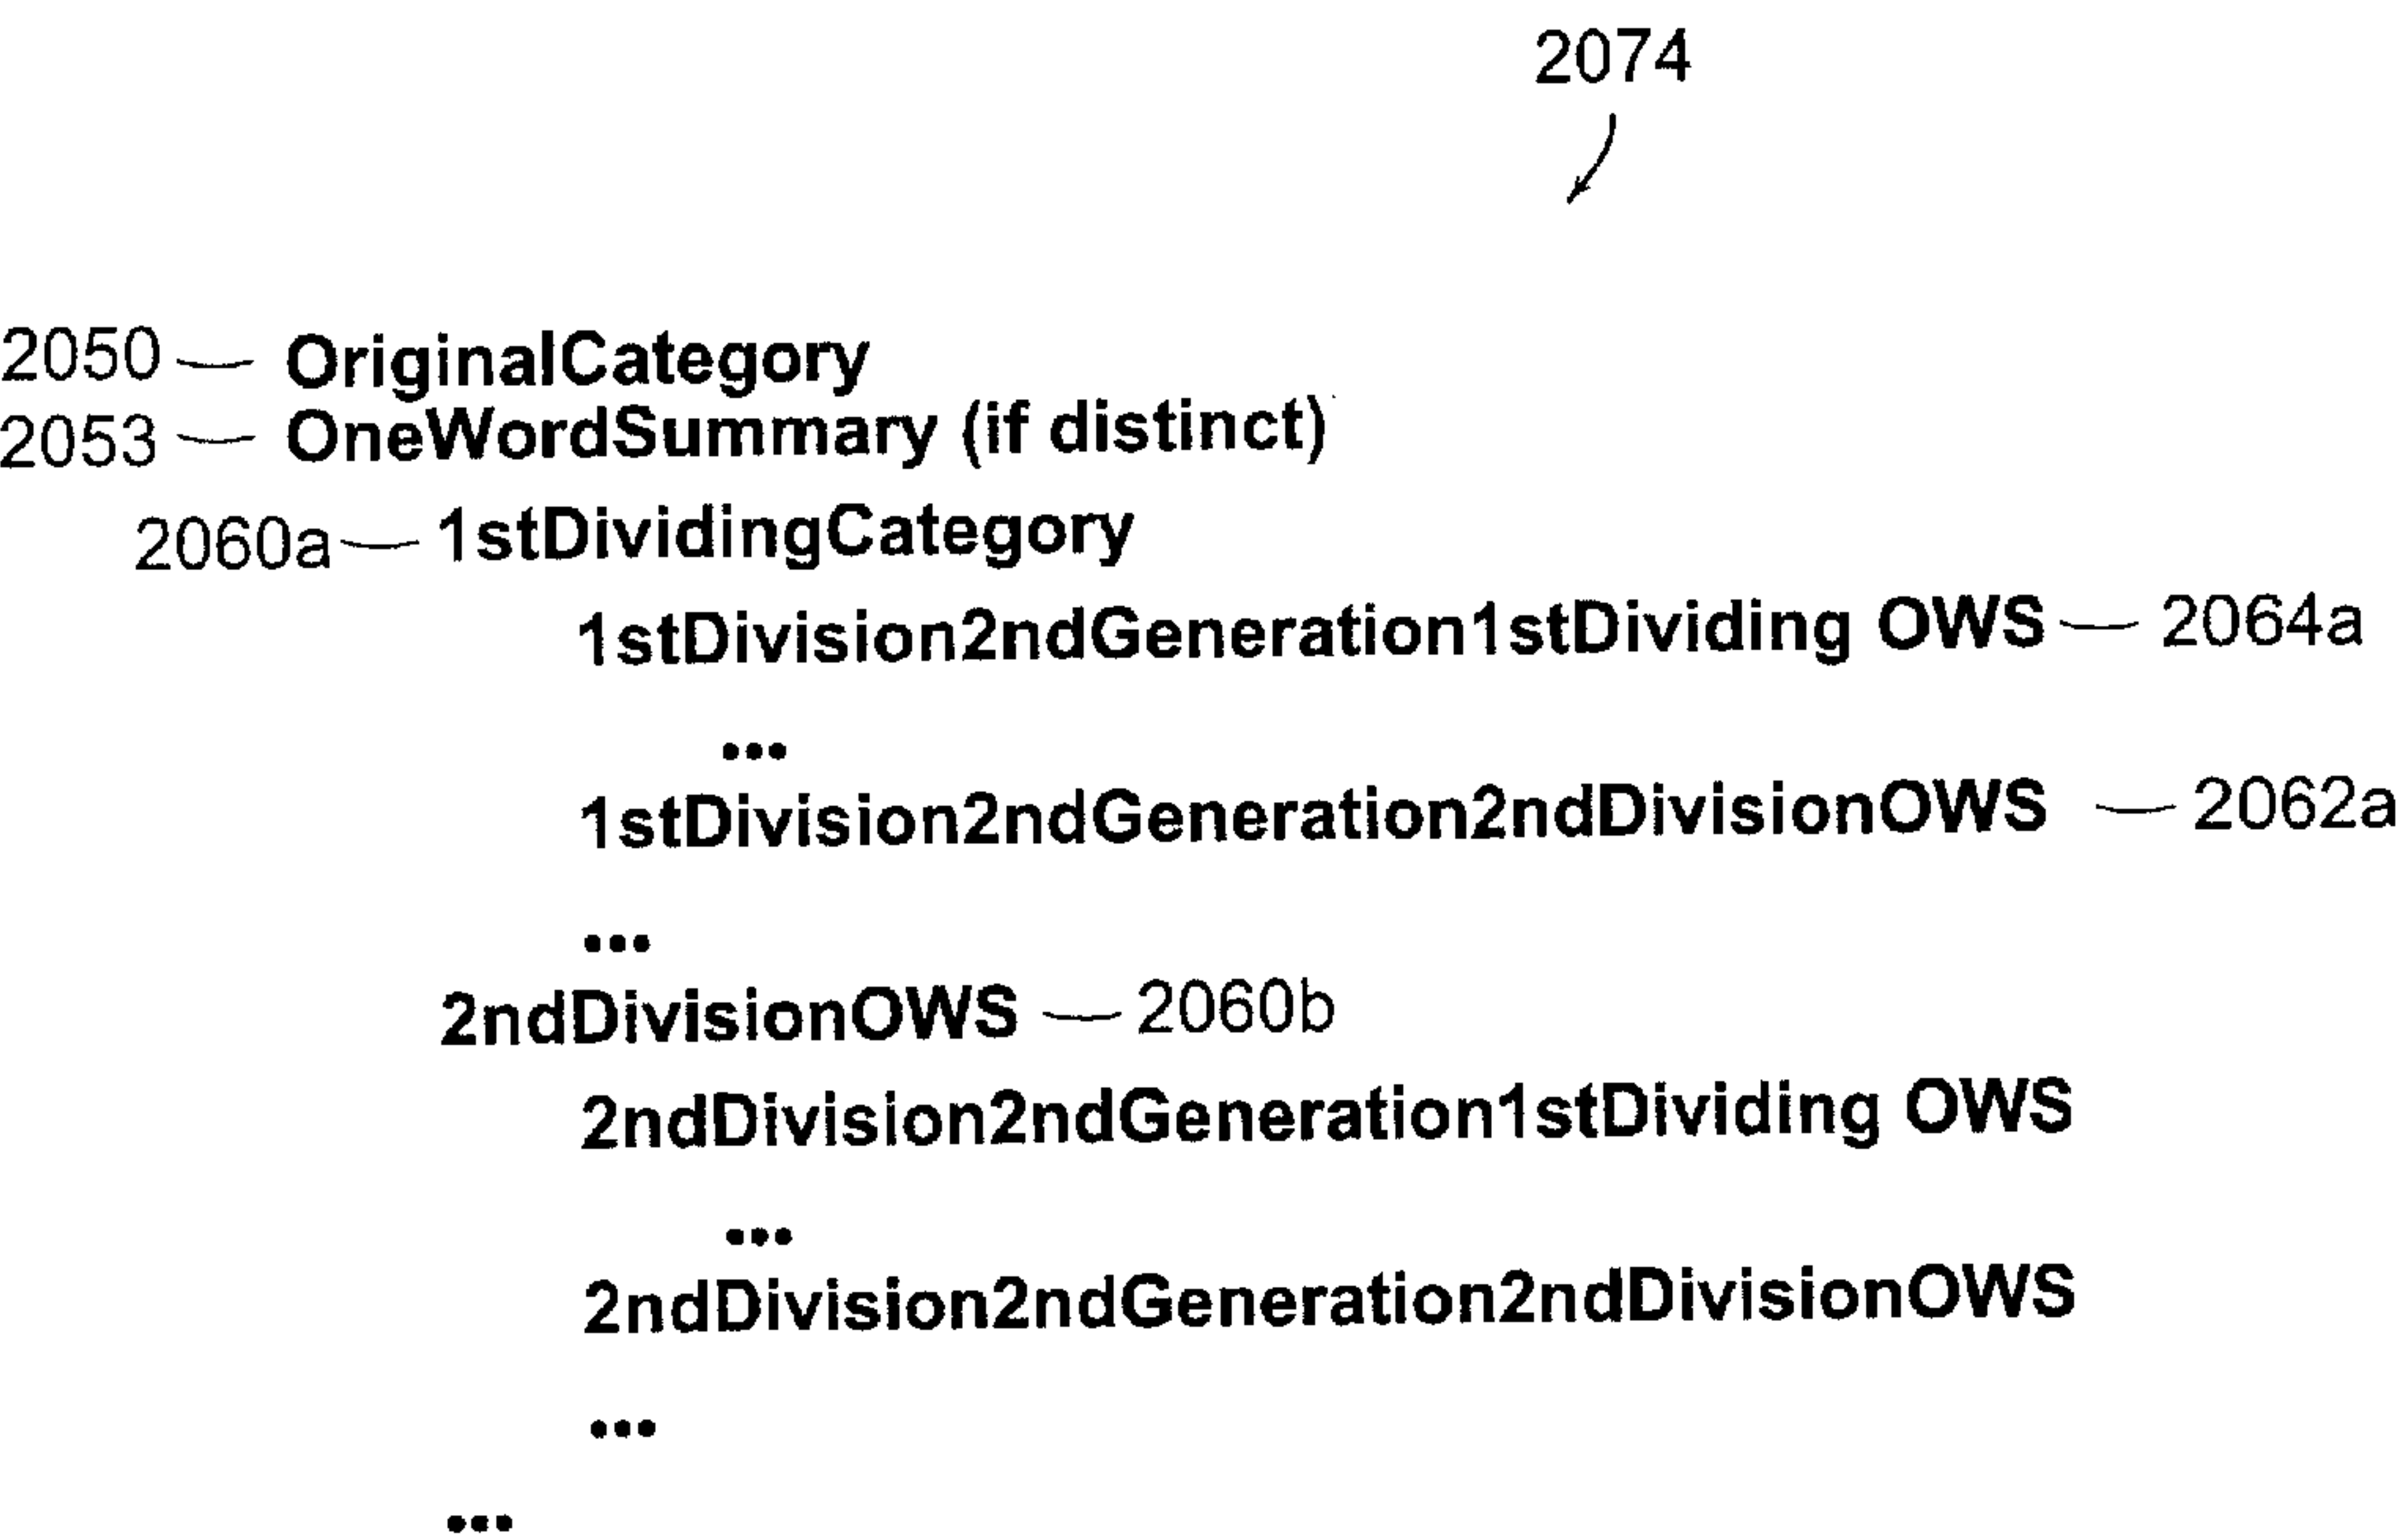 2074
2050 OriginalCategory
2053 OneWordSummary (if distinct)
2060a 1stDividingCategory
1stDivision2ndGeneration1stDividing OWS 2064a
...
1stDivision2ndGeneration2ndDivisionOWS 2062a
...
2ndDivisionOWS 2060b
2ndDivision2ndGeneration1stDividing OWS
...
2ndDivision2ndGeneration2ndDivisionOWS
...
...